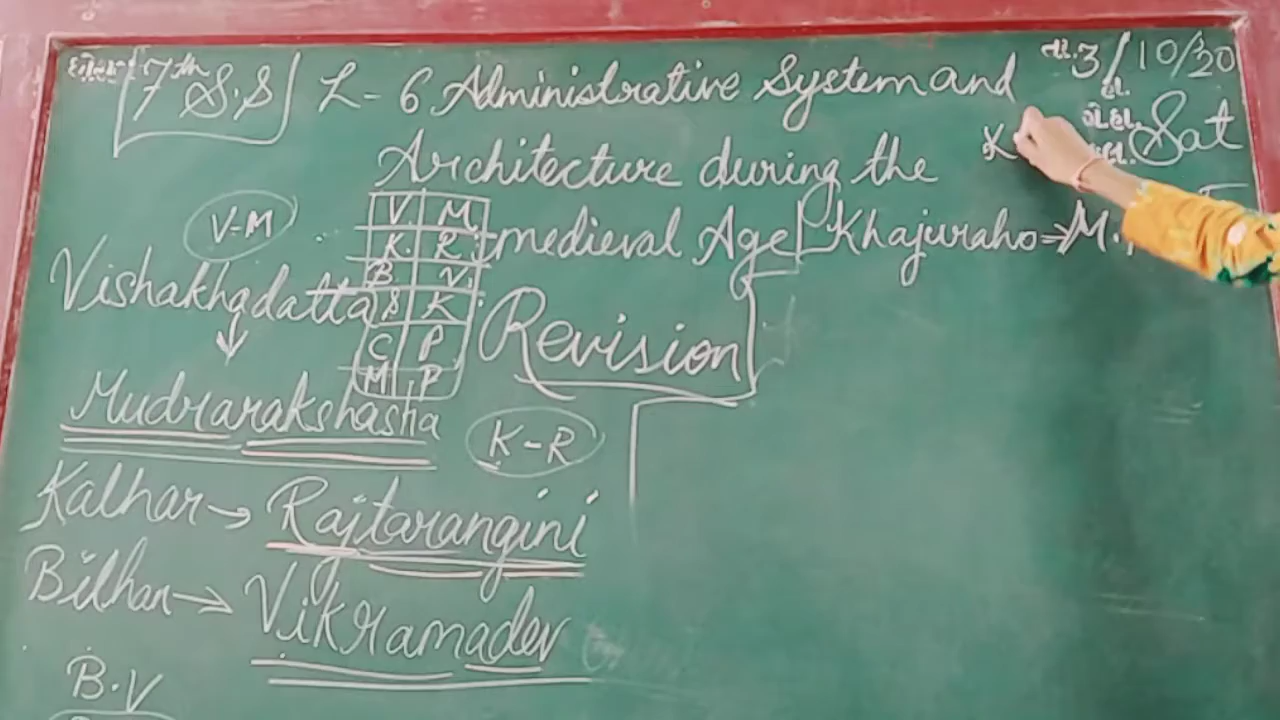 7th S.S L-6 Administrative System and
તા. 3/10/20
Architecture during the
Sat
medieval Age
Khajuraho⇒M.
K
V-M
V M
K R
B V
S K
C P
M P
Vishakhadatta
↓
Mudrarakshasha
Revision
K-R
Kalhar→Rajtarangini
Bilhan→Vikramadev
B.V